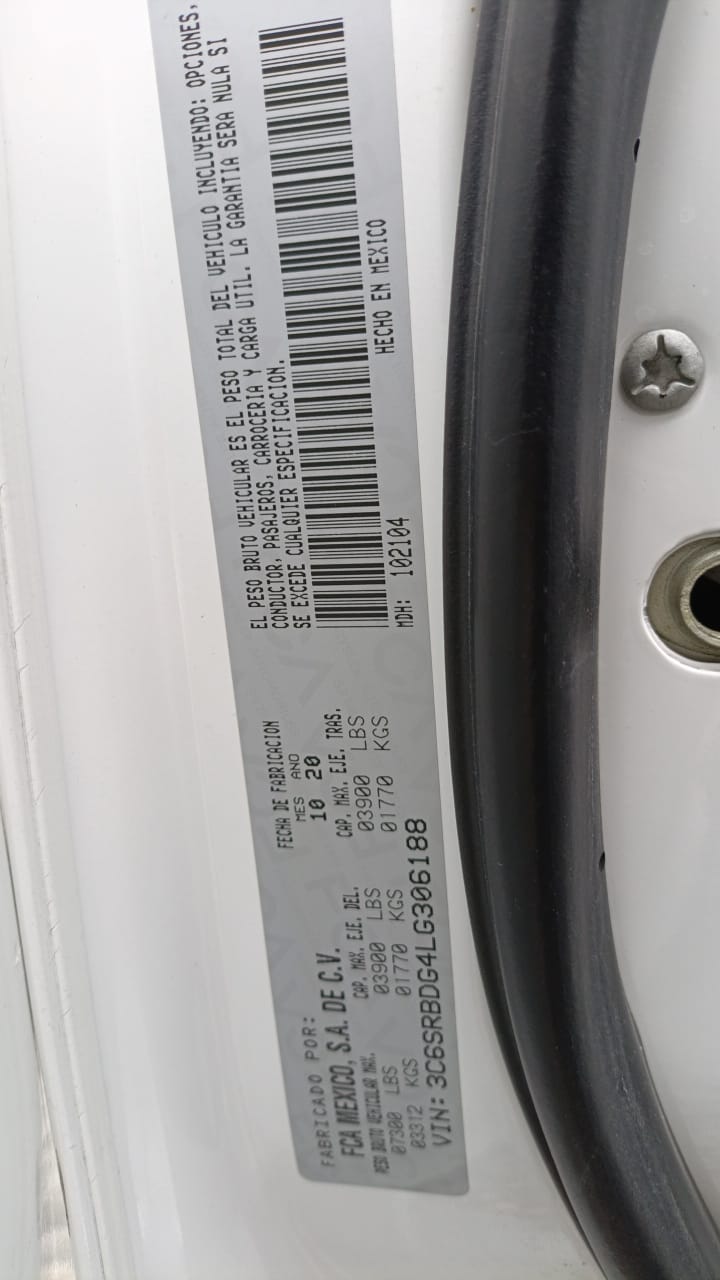 FABRICADO POR:
FCA MEXICO, S.A. DE C.V.
PESO BRUTO VEHICULAR MAX.
07300 LBS
03312 KGS
CAP. MAX. EJE. DEL.
03900 LBS
01770 KGS
FECHA DE FABRICACION
MES ANO
10 20
CAP. MAX. EJE. TRAS.
03900 LBS
01770 KGS
VIN: 3C6SRBDG4LG306188
EL PESO BRUTO VEHICULAR ES EL PESO TOTAL DEL VEHICULO INCLUYENDO: OPCIONES,
CONDUCTOR, PASAJEROS, CARROCERIA Y CARGA UTIL. LA GARANTIA SERA NULA SI
SE EXCEDE CUALQUIER ESPECIFICACION.
MDH: 102104
HECHO EN MEXICO